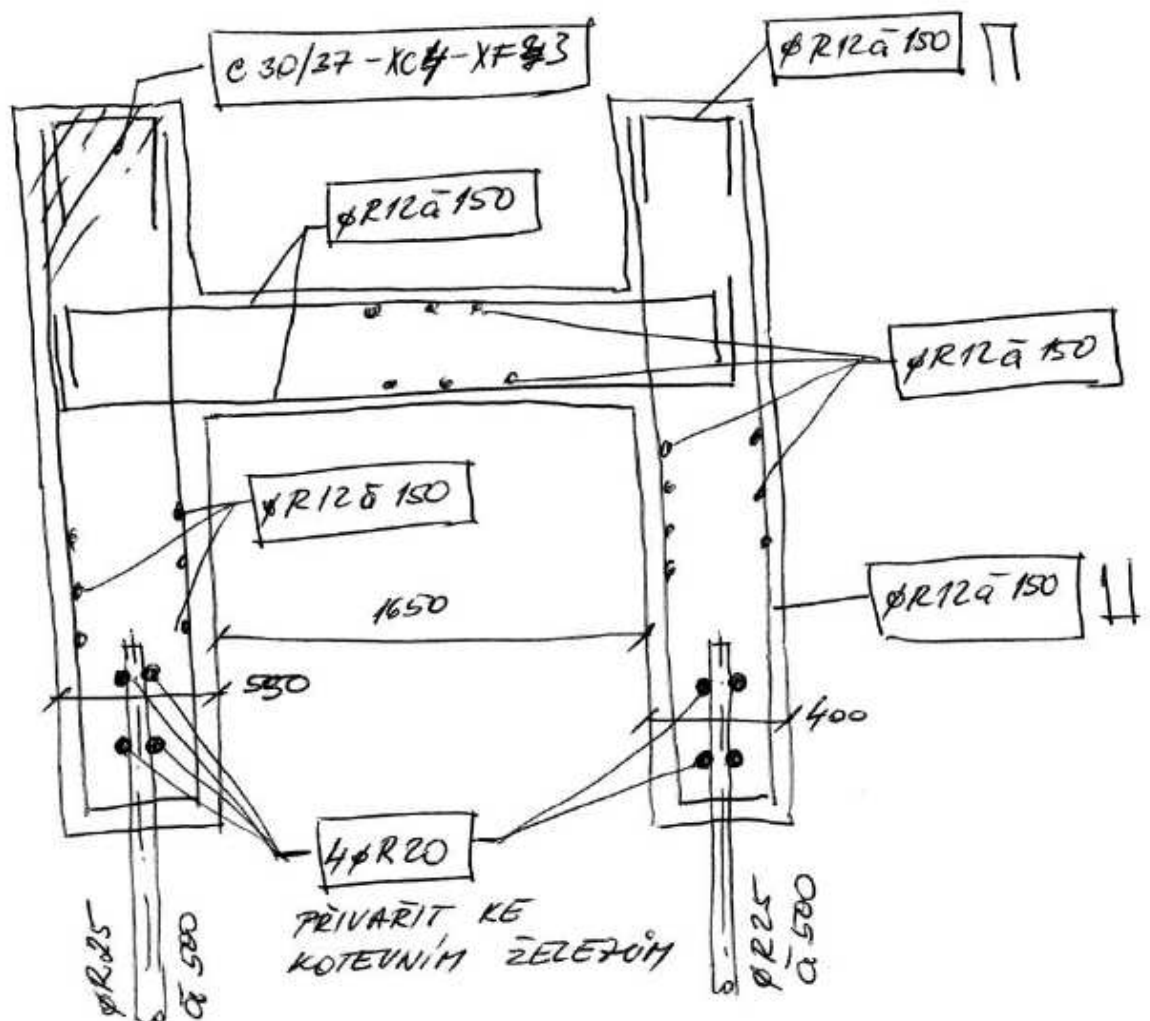 C 30/37 - XC4 - XF3
øR12 ā 150
øR12 ā 150
øR12 ā 150
øR12 ā 150
1650
øR12 ā 150
400
4øR20
PŘIVAŘIT KE
KOTEVNÍM ŽELEZŮM
øR25
ā 500
øR25
ā 500